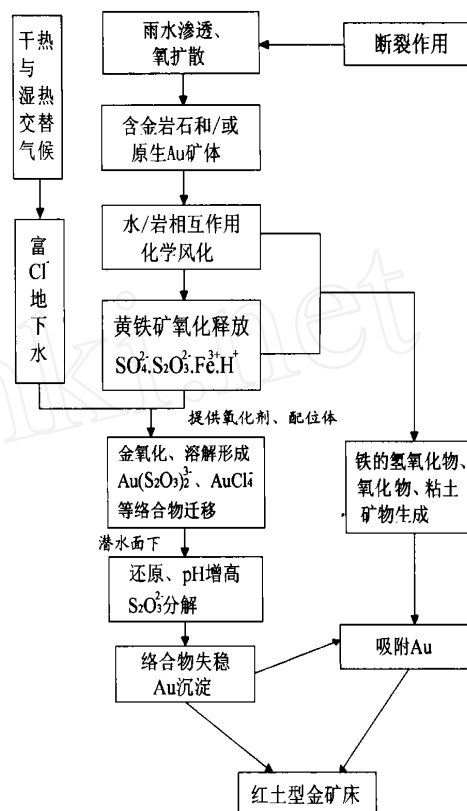 干热
与
湿热
交替
气候
雨水渗透、
氧扩散
断裂作用
含金岩石和/或
原生Au矿体
水/岩相互作用
化学风化
富
Cl⁻
地
下
水
黄铁矿氧化释放
SO₄²⁻.S₂O₃²⁻.Fe³⁺.H⁺
提供氧化剂、配位体
金氧化、溶解形成
Au(S₂O₃)₂³⁻、AuCl₄⁻
等络合物迁移
铁的氢氧化物、
氧化物、粘土
矿物生成
潜水面下
还原、pH增高
S₂O₃²⁻分解
络合物失稳
Au沉淀
吸附Au
红土型金矿床
nki.net